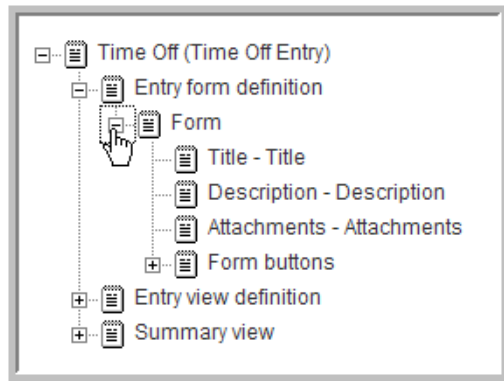 Time Off (Time Off Entry)
Entry form definition
Form
Title - Title
Description - Description
Attachments - Attachments
Form buttons
Entry view definition
Summary view